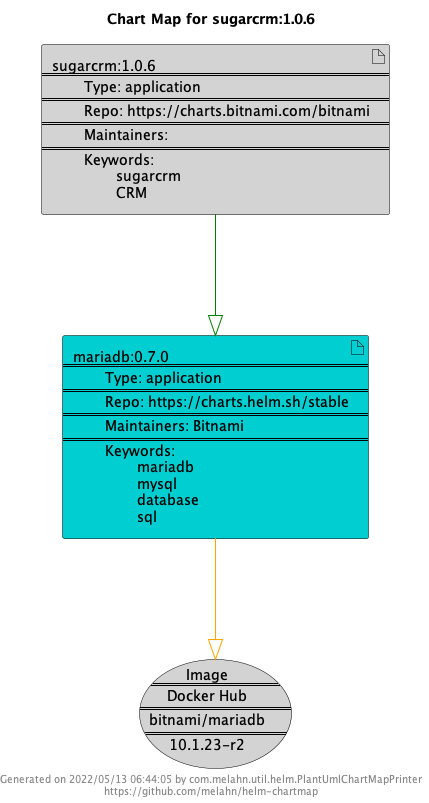 Chart Map for sugarcrm:1.0.6
sugarcrm:1.0.6
Type: application
Repo: https://charts.bitnami.com/bitnami
Maintainers:
Keywords:
sugarcrm
CRM
mariadb:0.7.0
Type: application
Repo: https://charts.helm.sh/stable
Maintainers: Bitnami
Keywords:
mariadb
mysql
database
sql
Image
Docker Hub
bitnami/mariadb
10.1.23-r2
Generated on 2022/05/13 06:44:05 by com.melahn.util.helm.PlantUmlChartMapPrinter
https://github.com/melahn/helm-chartmap